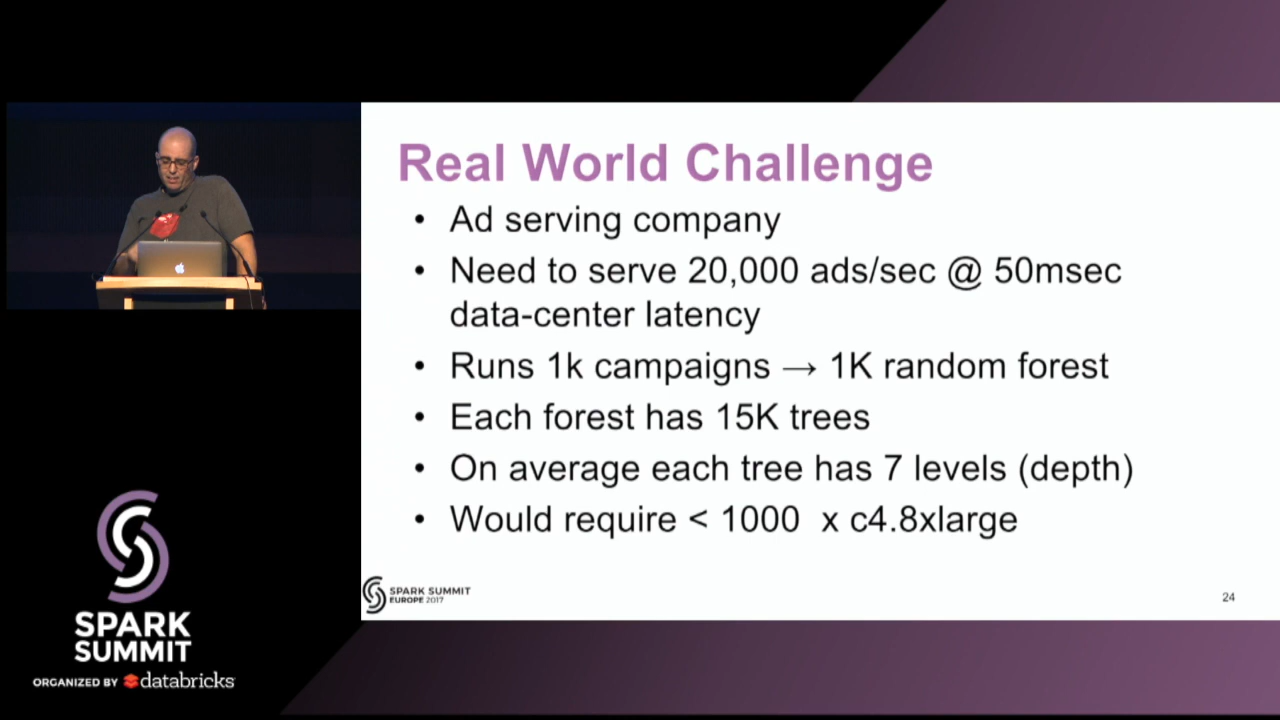 Real World Challenge
• Ad serving company
• Need to serve 20,000 ads/sec @ 50msec
data-center latency
• Runs 1k campaigns → 1K random forest
• Each forest has 15K trees
• On average each tree has 7 levels (depth)
• Would require < 1000 x c4.8xlarge
SPARK SUMMIT
EUROPE 2017
24
SPARK
SUMMIT
ORGANIZED BY databricks